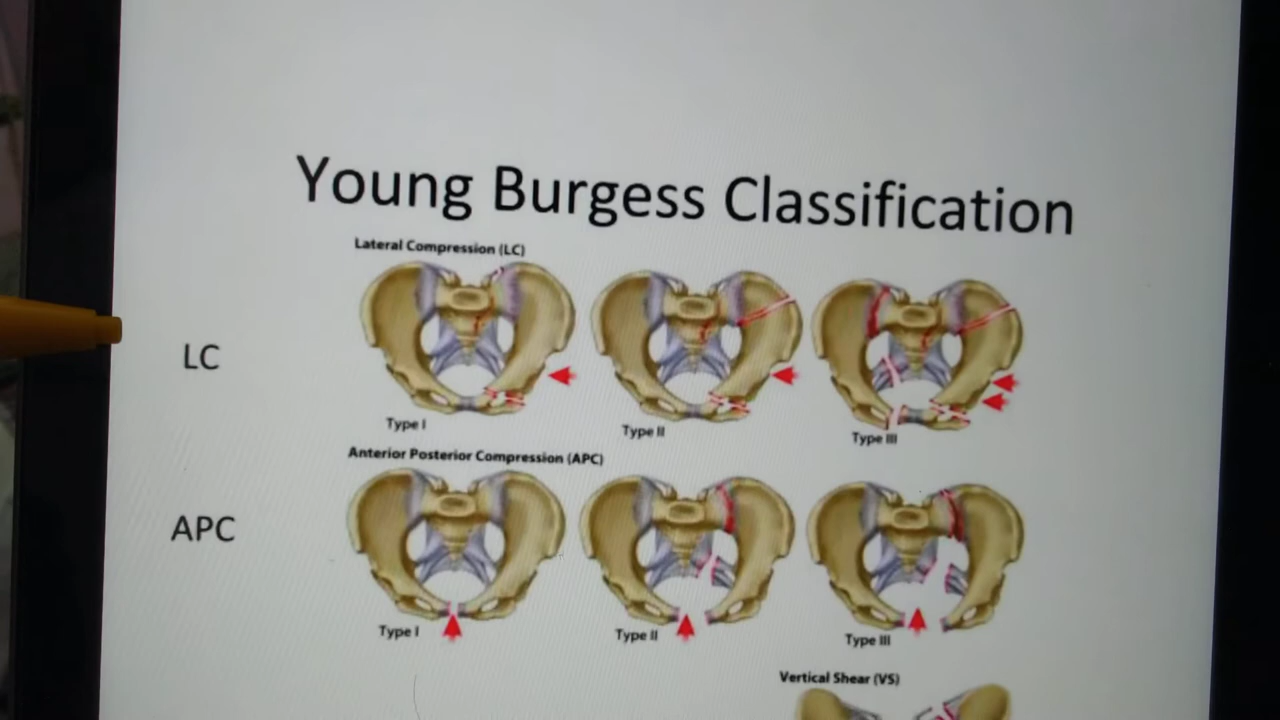 Young Burgess Classification
Lateral Compression (LC)
LC
Type I
Type II
Type III
Anterior Posterior Compression (APC)
APC
Type I
Type II
Type III
Vertical Shear (VS)